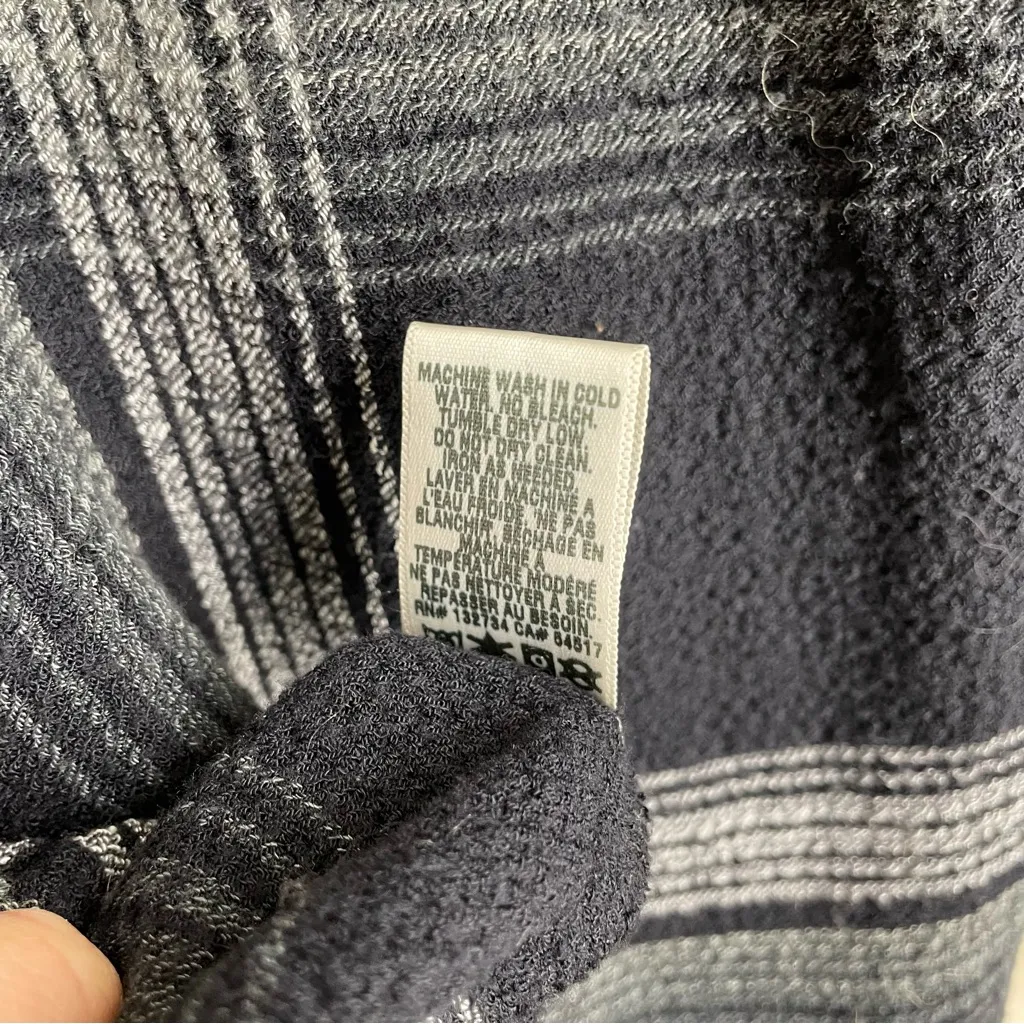 MACHINE WASH IN COLD
WATER. NO BLEACH.
TUMBLE DRY LOW.
DO NOT DRY CLEAN.
IRON AS NEEDED.
LAVER EN MACHINE A
L'EAU FROIDE. NE PAS
BLANCHIR. SÉCHAGE EN
MACHINE A
TEMPÉRATURE MODÉRÉ
NE PAS NETTOYER A SEC.
REPASSER AU BESOIN.
RN# 132734 CA# 54517